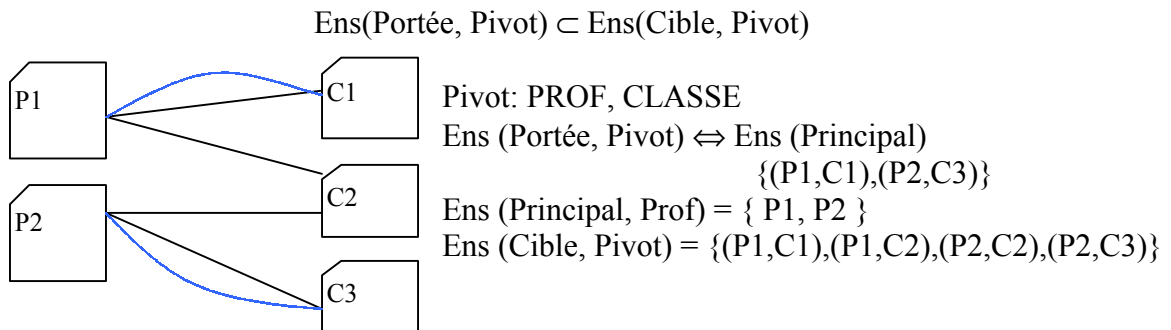 Ens(Portée, Pivot) ⊂ Ens(Cible, Pivot)
P1
C1
Pivot: PROF, CLASSE
Ens (Portée, Pivot) ⇔ Ens (Principal)
{(P1,C1),(P2,C3)}
P2
C2
Ens (Principal, Prof) = { P1, P2 }
Ens (Cible, Pivot) = {(P1,C1),(P1,C2),(P2,C2),(P2,C3)}
C3